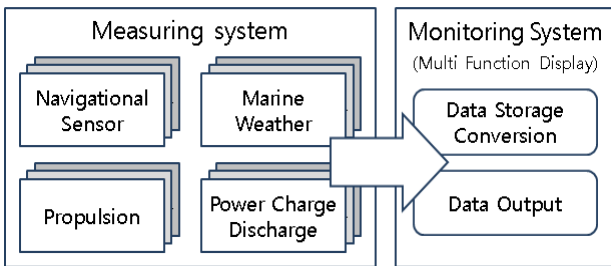 Measuring system
Navigational
Sensor
Marine
Weather
Propulsion
Power Charge
Discharge
Monitoring System
(Multi Function Display)
Data Storage
Conversion
Data Output